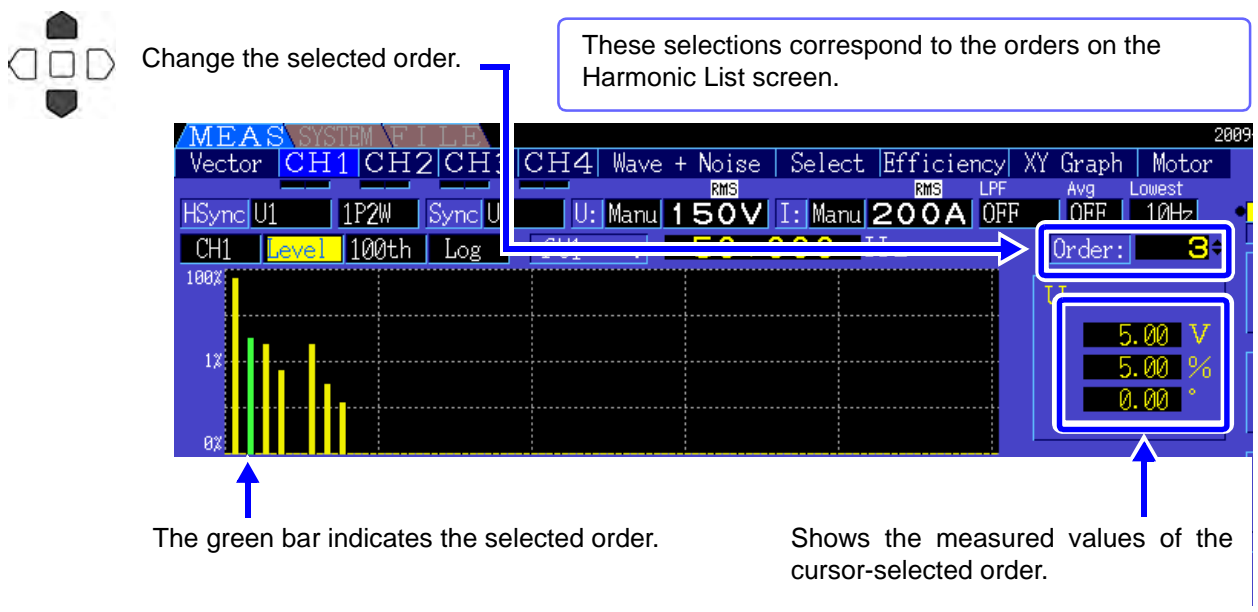 Change the selected order.
These selections correspond to the orders on the
Harmonic List screen.
MEAS SYSTEM FILE 2009
Vector CH1 CH2 CH3 CH4 Wave + Noise Select Efficiency XY Graph Motor
RMS RMS LPF Avg Lowest
HSync U1 1P2W Sync U: Manu 150V I: Manu 200A OFF OFF 10Hz
CH1 Level 100th Log Order: 3
100%
U
5.00 V
1% 5.00 %
0.00 °
0%
The green bar indicates the selected order.
Shows the measured values of the
cursor-selected order.